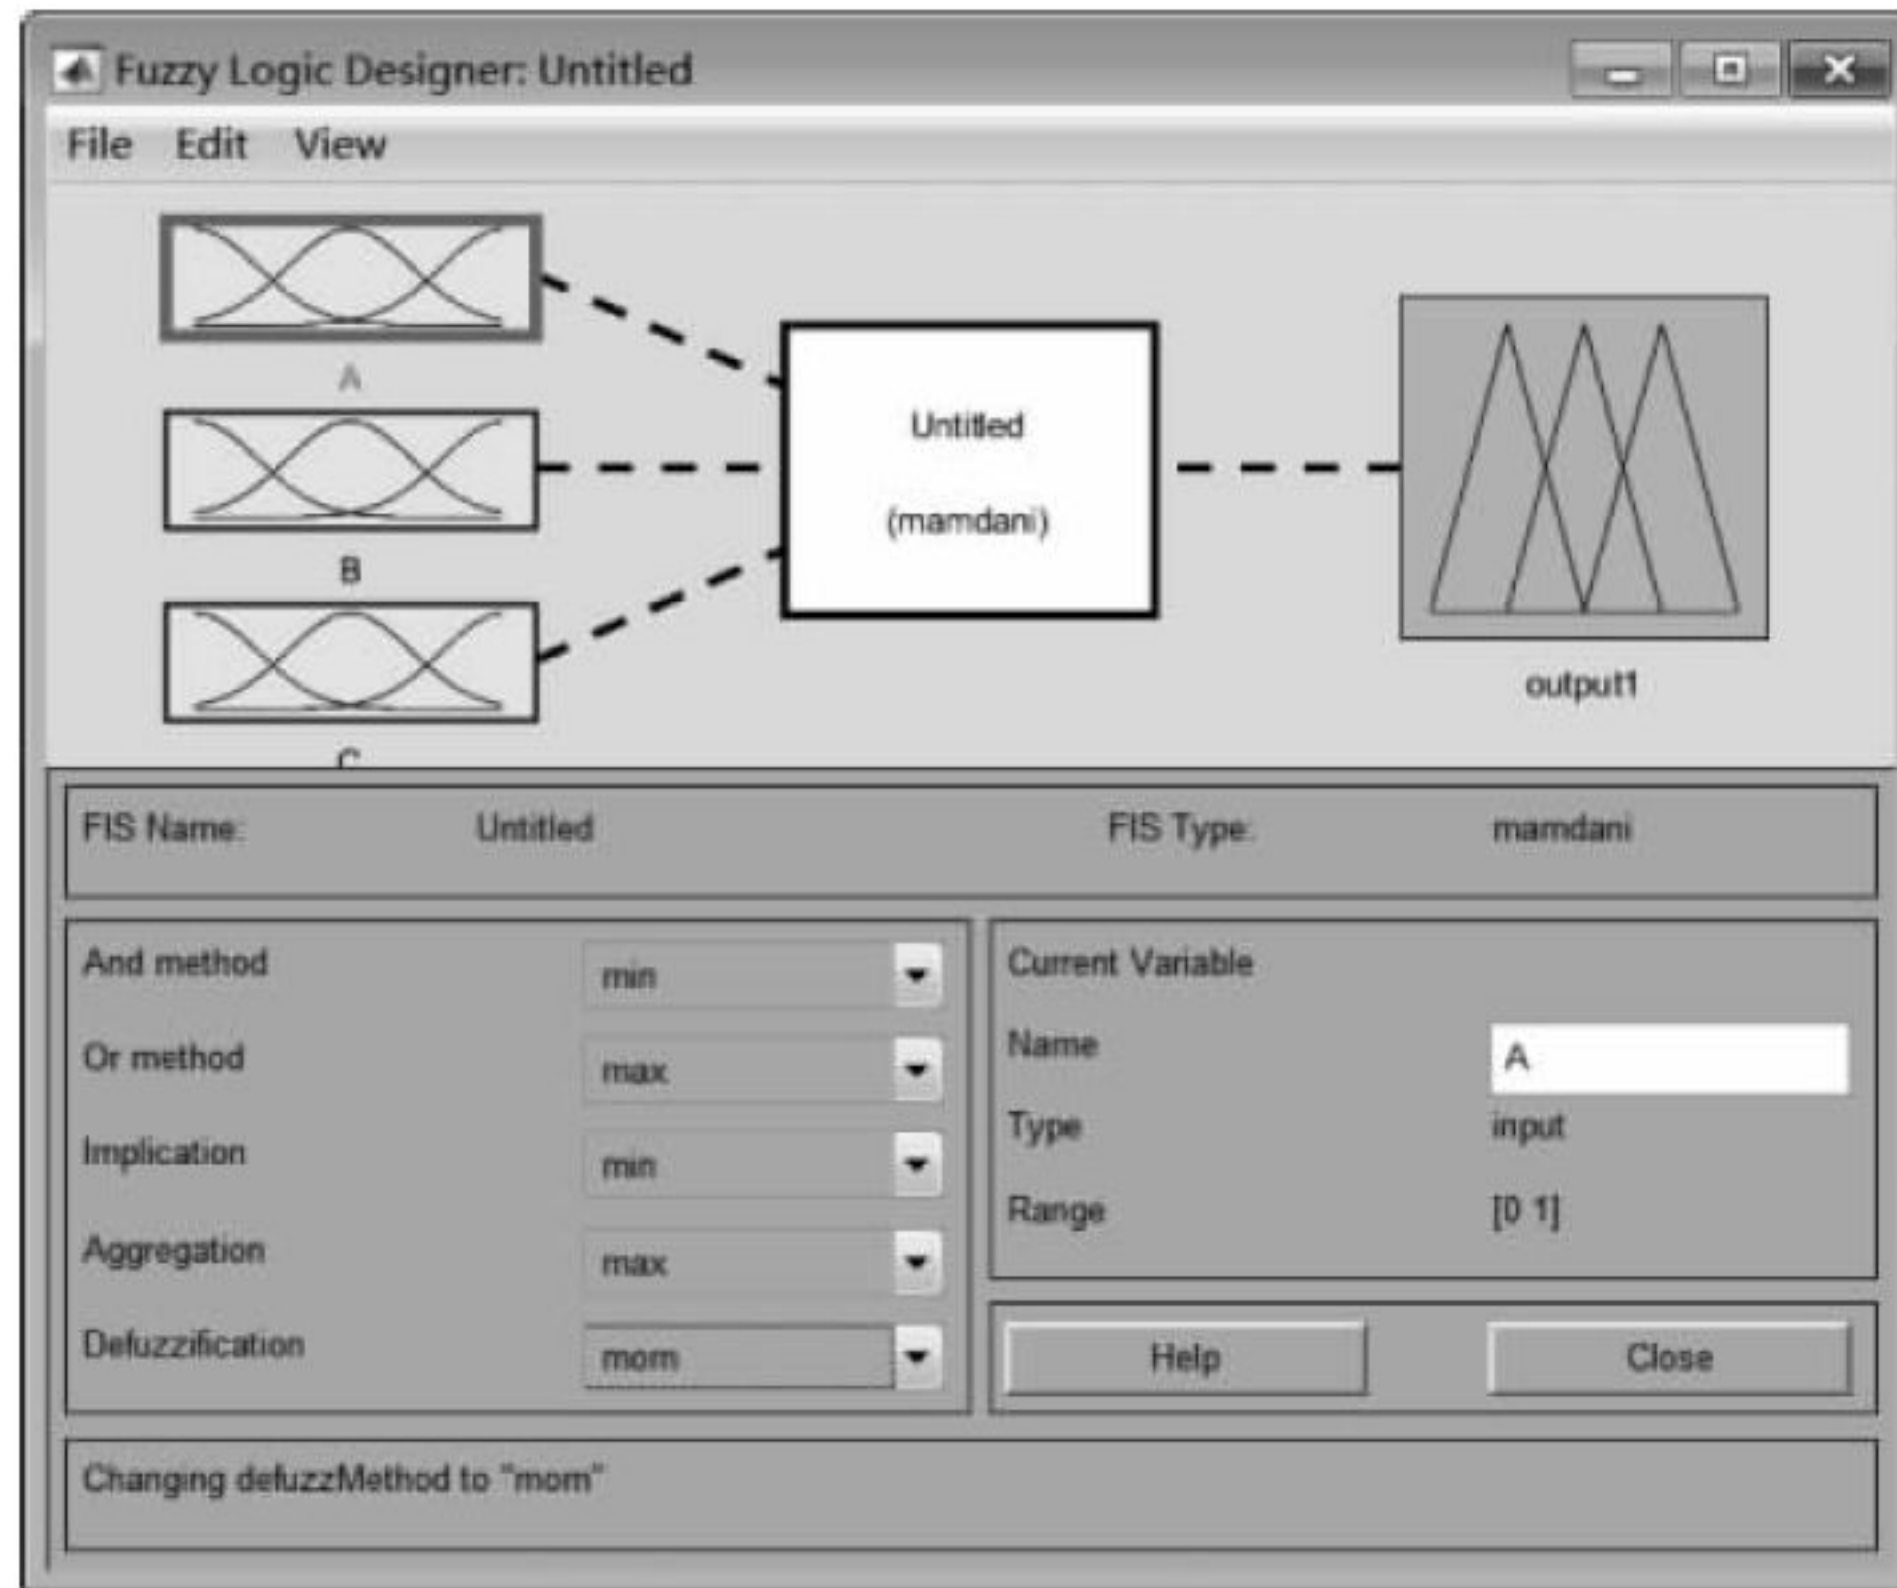 Fuzzy Logic Designer: Untitled
File Edit View
A
B
C
Untitled
(mamdani)
output1
FIS Name: Untitled FIS Type: mamdani
And method min
Or method max
Implication min
Aggregation max
Defuzzification mom
Current Variable
Name A
Type input
Range [0 1]
Help Close
Changing defuzzMethod to "mom"